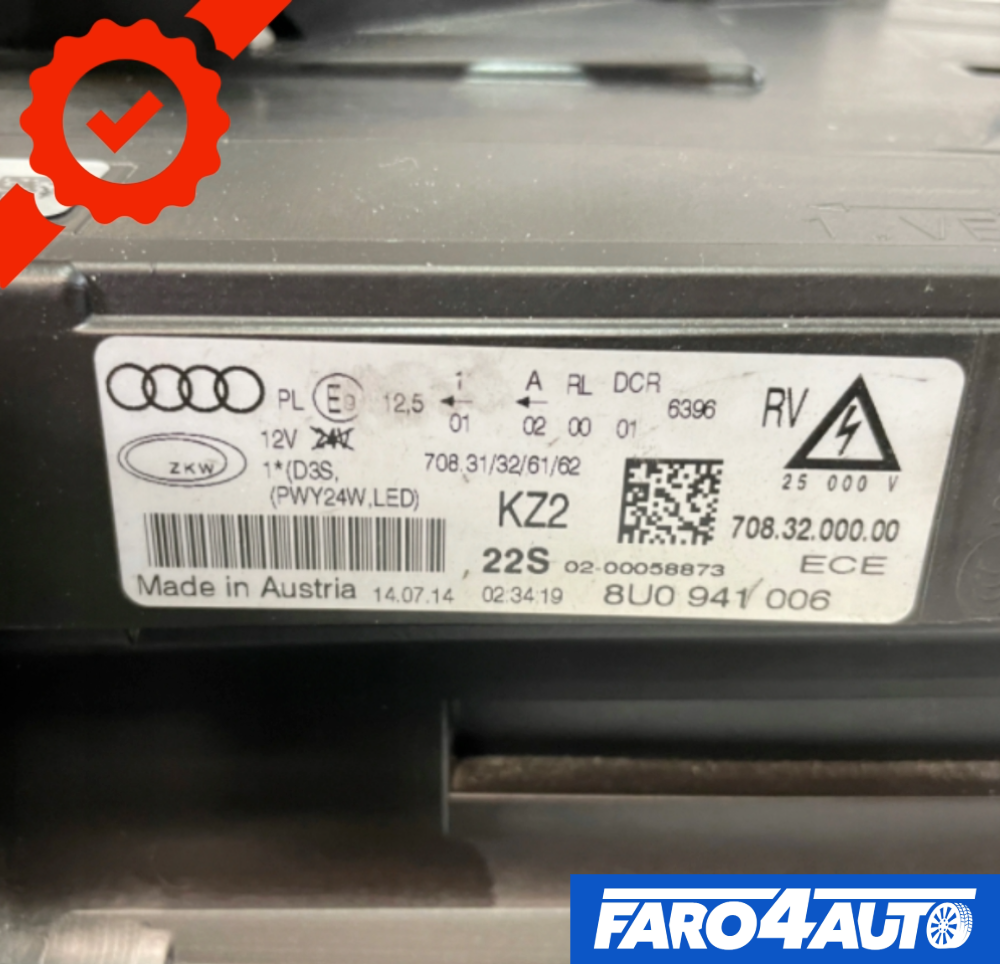 PL E9 12,5 1 A RL DCR 6396 RV
01 02 00 01
12V 24V
ZKW
1*(D3S, 708.31/32/61/62
(PWY24W,LED) KZ2
25 000 V
708.32.000.00
22S 02-00058873 ECE
Made in Austria 14.07.14 02:34:19 8U0 941 006
FARO4AUTO